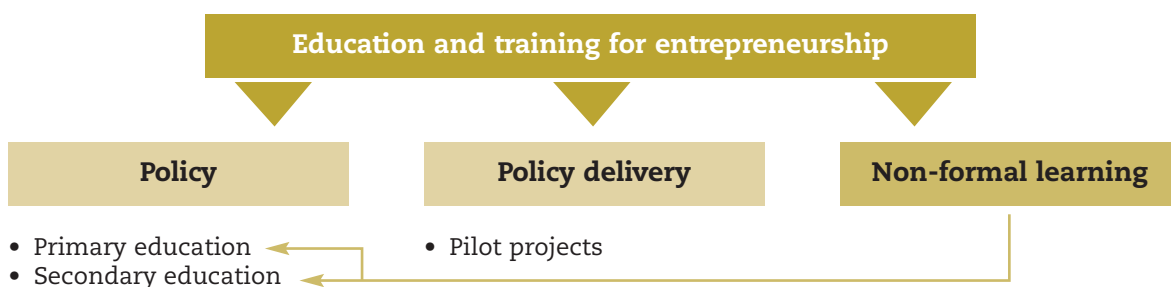 Education and training for entrepreneurship
Policy
Policy delivery
Non-formal learning
• Primary education
• Secondary education
• Pilot projects